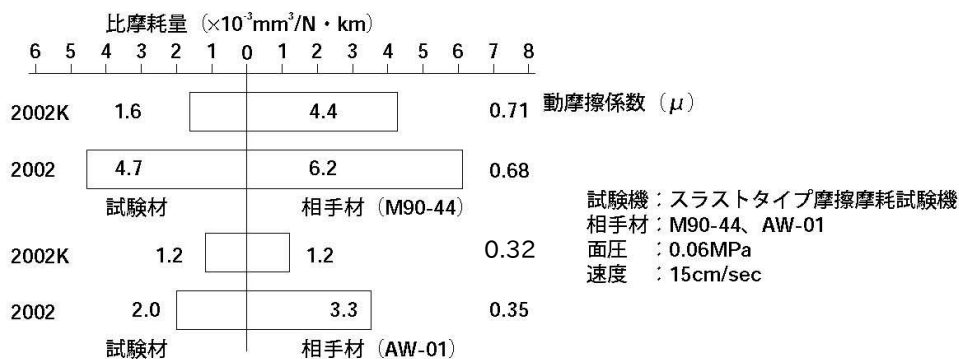 比摩耗量（×10⁻³mm³/N・km）
6 5 4 3 2 1 0 1 2 3 4 5 6 7 8
2002K 1.6 4.4 0.71 動摩擦係数（μ）
2002 4.7 6.2 0.68
試験材 相手材（M90-44）
2002K 1.2 1.2 0.32
2002 2.0 3.3 0.35
試験材 相手材（AW-01）
試験機：スラストタイプ摩擦摩耗試験機
相手材：M90-44、AW-01
面圧　：0.06MPa
速度　：15cm/sec